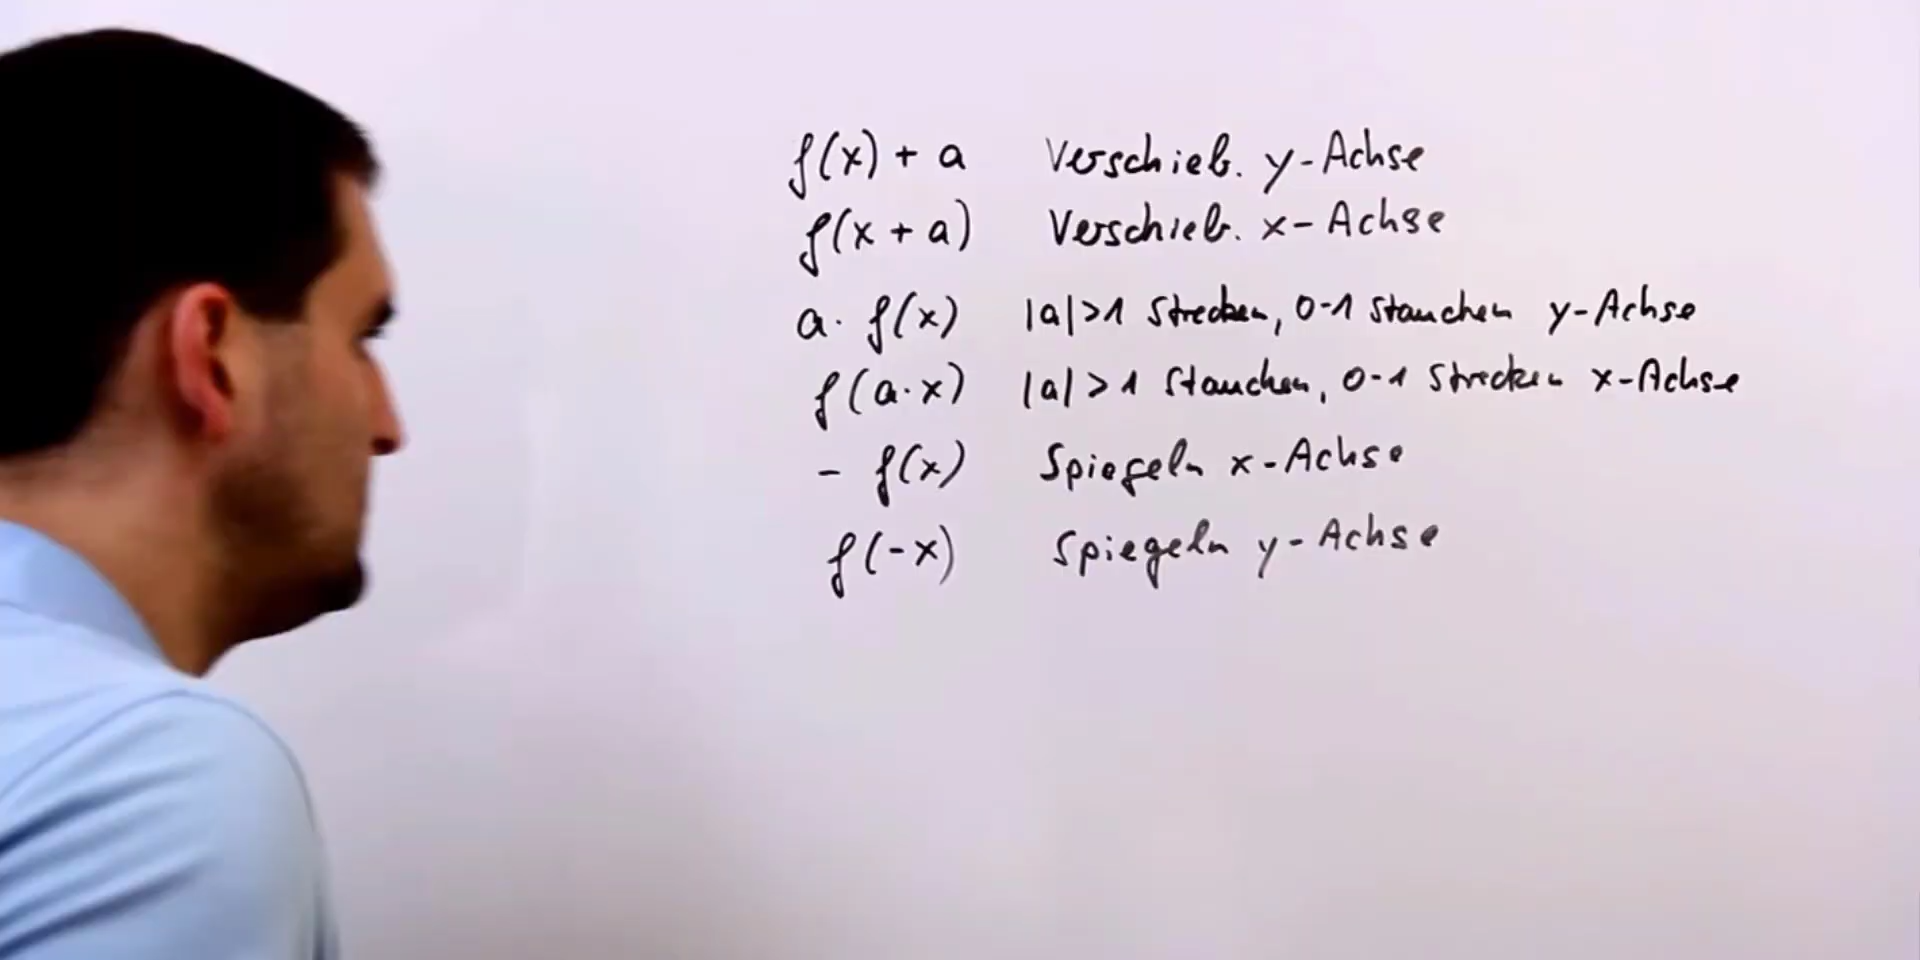 f(x) + a Verschieb. y-Achse
f(x + a) Verschieb. x-Achse
a · f(x) |a|>1 Strecken, 0-1 Stauchen y-Achse
f(a·x) |a|>1 Stauchen, 0-1 Strecken x-Achse
- f(x) Spiegeln x-Achse
f(-x) Spiegeln y-Achse